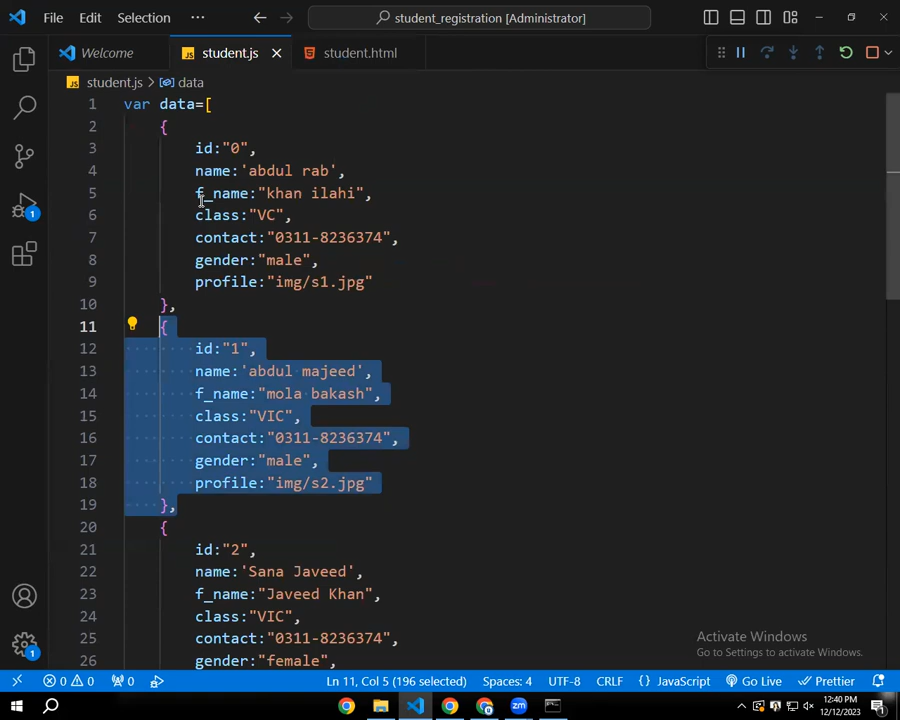 File Edit Selection ··· student_registration [Administrator]
Welcome student.js student.html
student.js > data
1 var data=[
2 {
3 id:"0",
4 name:'abdul rab',
5 f_name:"khan ilahi",
6 class:"VC",
7 contact:"0311-8236374",
8 gender:"male",
9 profile:"img/s1.jpg"
10 },
11 {
12 id:"1",
13 name:'abdul majeed',
14 f_name:"mola bakash",
15 class:"VIC",
16 contact:"0311-8236374",
17 gender:"male",
18 profile:"img/s2.jpg"
19 },
20 {
21 id:"2",
22 name:'Sana Javeed',
23 f_name:"Javeed Khan",
24 class:"VIC",
25 contact:"0311-8236374",
26 gender:"female",
Activate Windows
Go to Settings to activate Windows.
0 0 0 Ln 11, Col 5 (196 selected) Spaces: 4 UTF-8 CRLF {} JavaScript Go Live Prettier
12:40 PM
12/12/2023